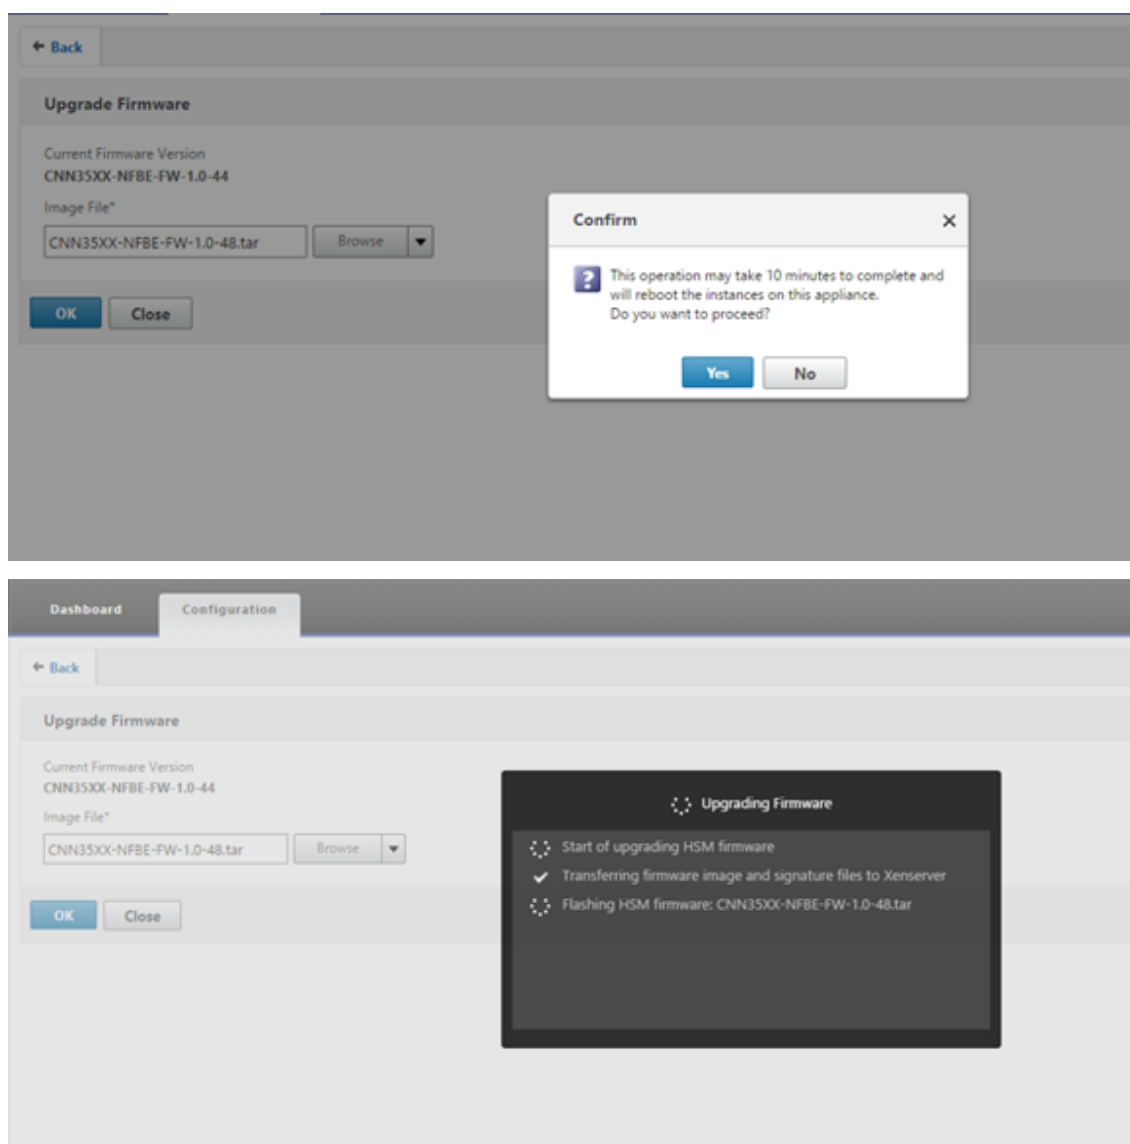 Back
Upgrade Firmware
Current Firmware Version
CNN35XX-NFBE-FW-1.0-44
Image File*
CNN35XX-NFBE-FW-1.0-48.tar
Browse
OK
Close
Confirm
This operation may take 10 minutes to complete and
will reboot the instances on this appliance.
Do you want to proceed?
Yes
No
Dashboard
Configuration
Back
Upgrade Firmware
Current Firmware Version
CNN35XX-NFBE-FW-1.0-44
Image File*
CNN35XX-NFBE-FW-1.0-48.tar
Browse
OK
Close
Upgrading Firmware
Start of upgrading HSM firmware
Transferring firmware image and signature files to Xenserver
Flashing HSM firmware: CNN35XX-NFBE-FW-1.0-48.tar